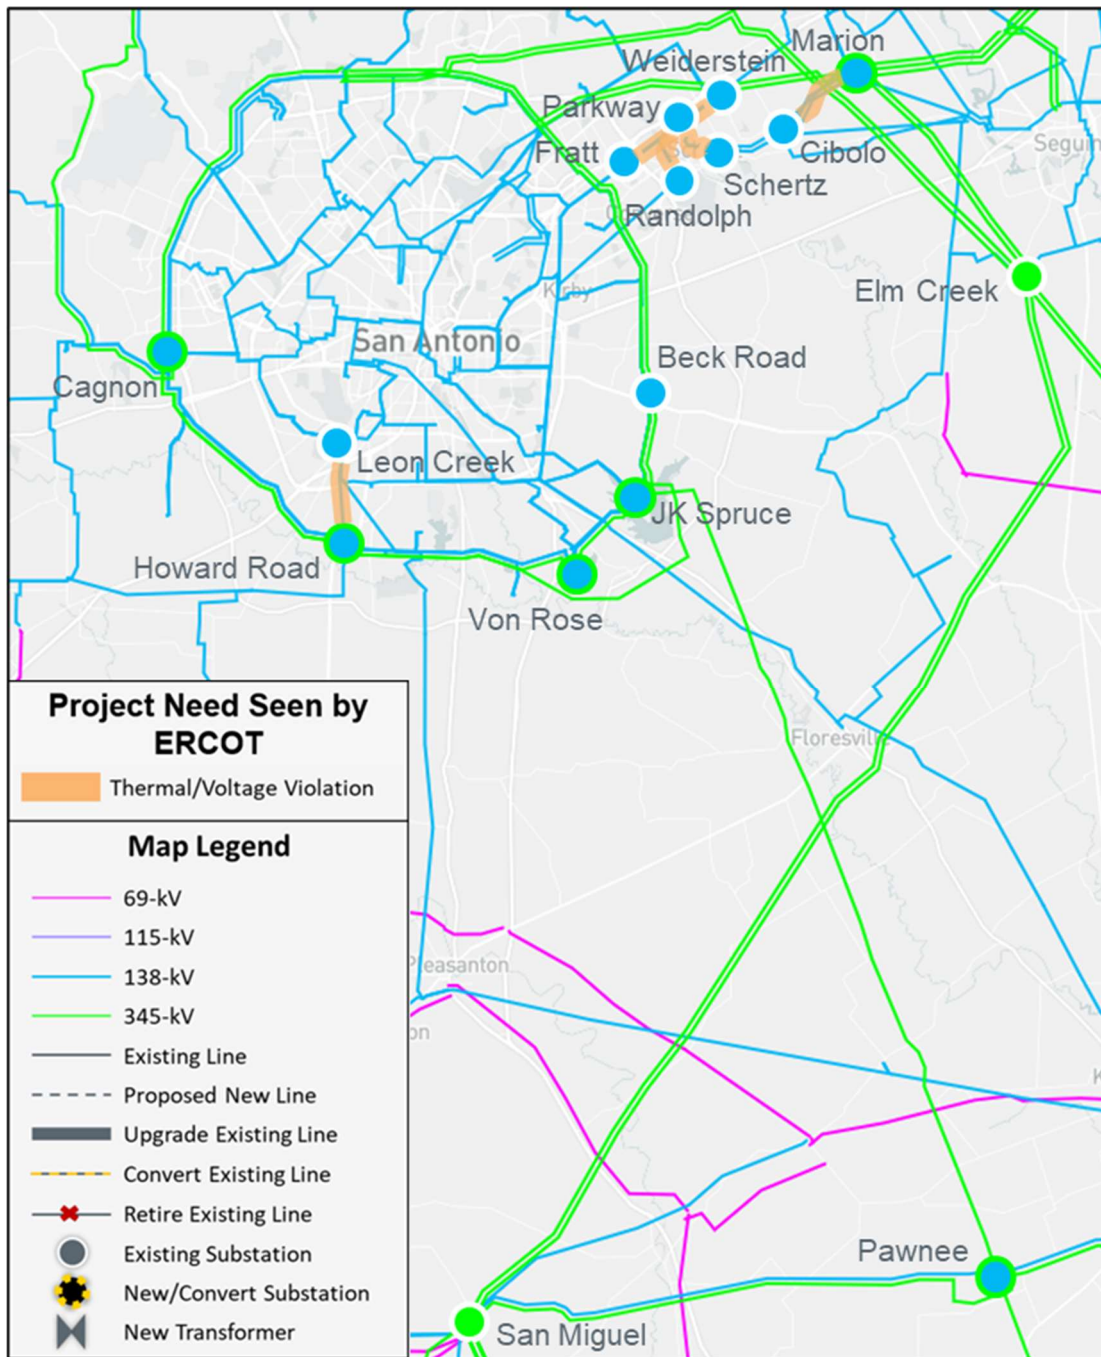 Marion
Weiderstein
Parkway
Fratt
Cibolo
Schertz
Seguin
Randolph
Elm Creek
Kirby
San Antonio
Beck Road
Cagnon
Leon Creek
JK Spruce
Howard Road
Von Rose
Floresville
Project Need Seen by
ERCOT
Thermal/Voltage Violation
Map Legend
69-kV
115-kV
138-kV
345-kV
Existing Line
Proposed New Line
Upgrade Existing Line
Convert Existing Line
Retire Existing Line
Existing Substation
New/Convert Substation
New Transformer
Pleasanton
on
K
Pawnee
San Miguel